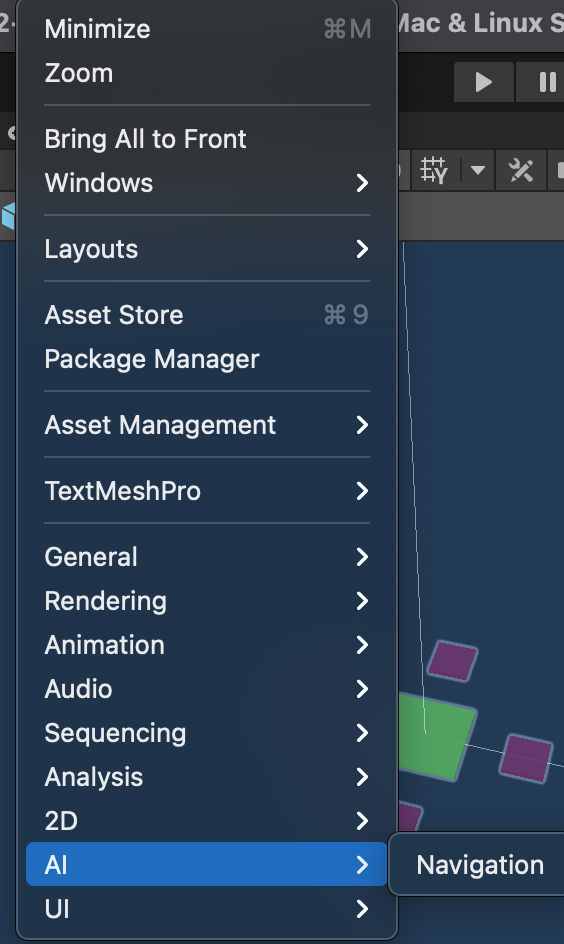 Minimize ⌘M
Mac & Linux S
Zoom
Bring All to Front
Windows
Layouts
Asset Store ⌘9
Package Manager
Asset Management
TextMeshPro
General
Rendering
Animation
Audio
Sequencing
Analysis
2D
AI
Navigation
UI